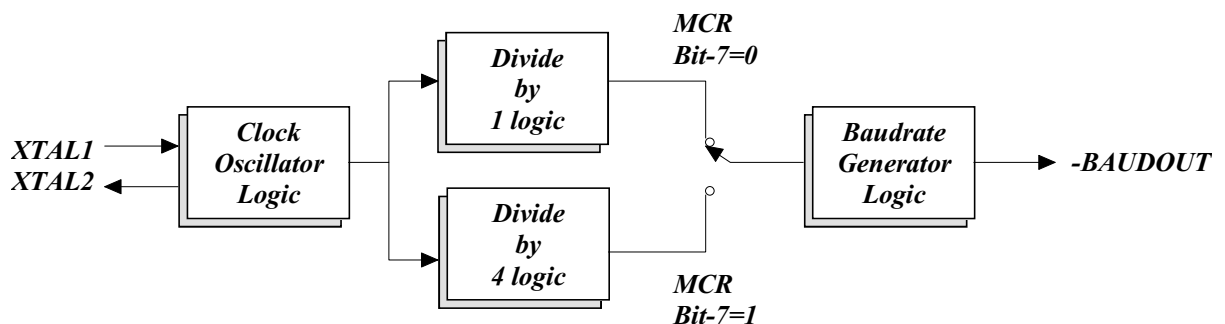 MCR
Bit-7=0
Divide
by
1 logic
XTAL1
XTAL2
Clock
Oscillator
Logic
Baudrate
Generator
Logic
-BAUDOUT
Divide
by
4 logic
MCR
Bit-7=1